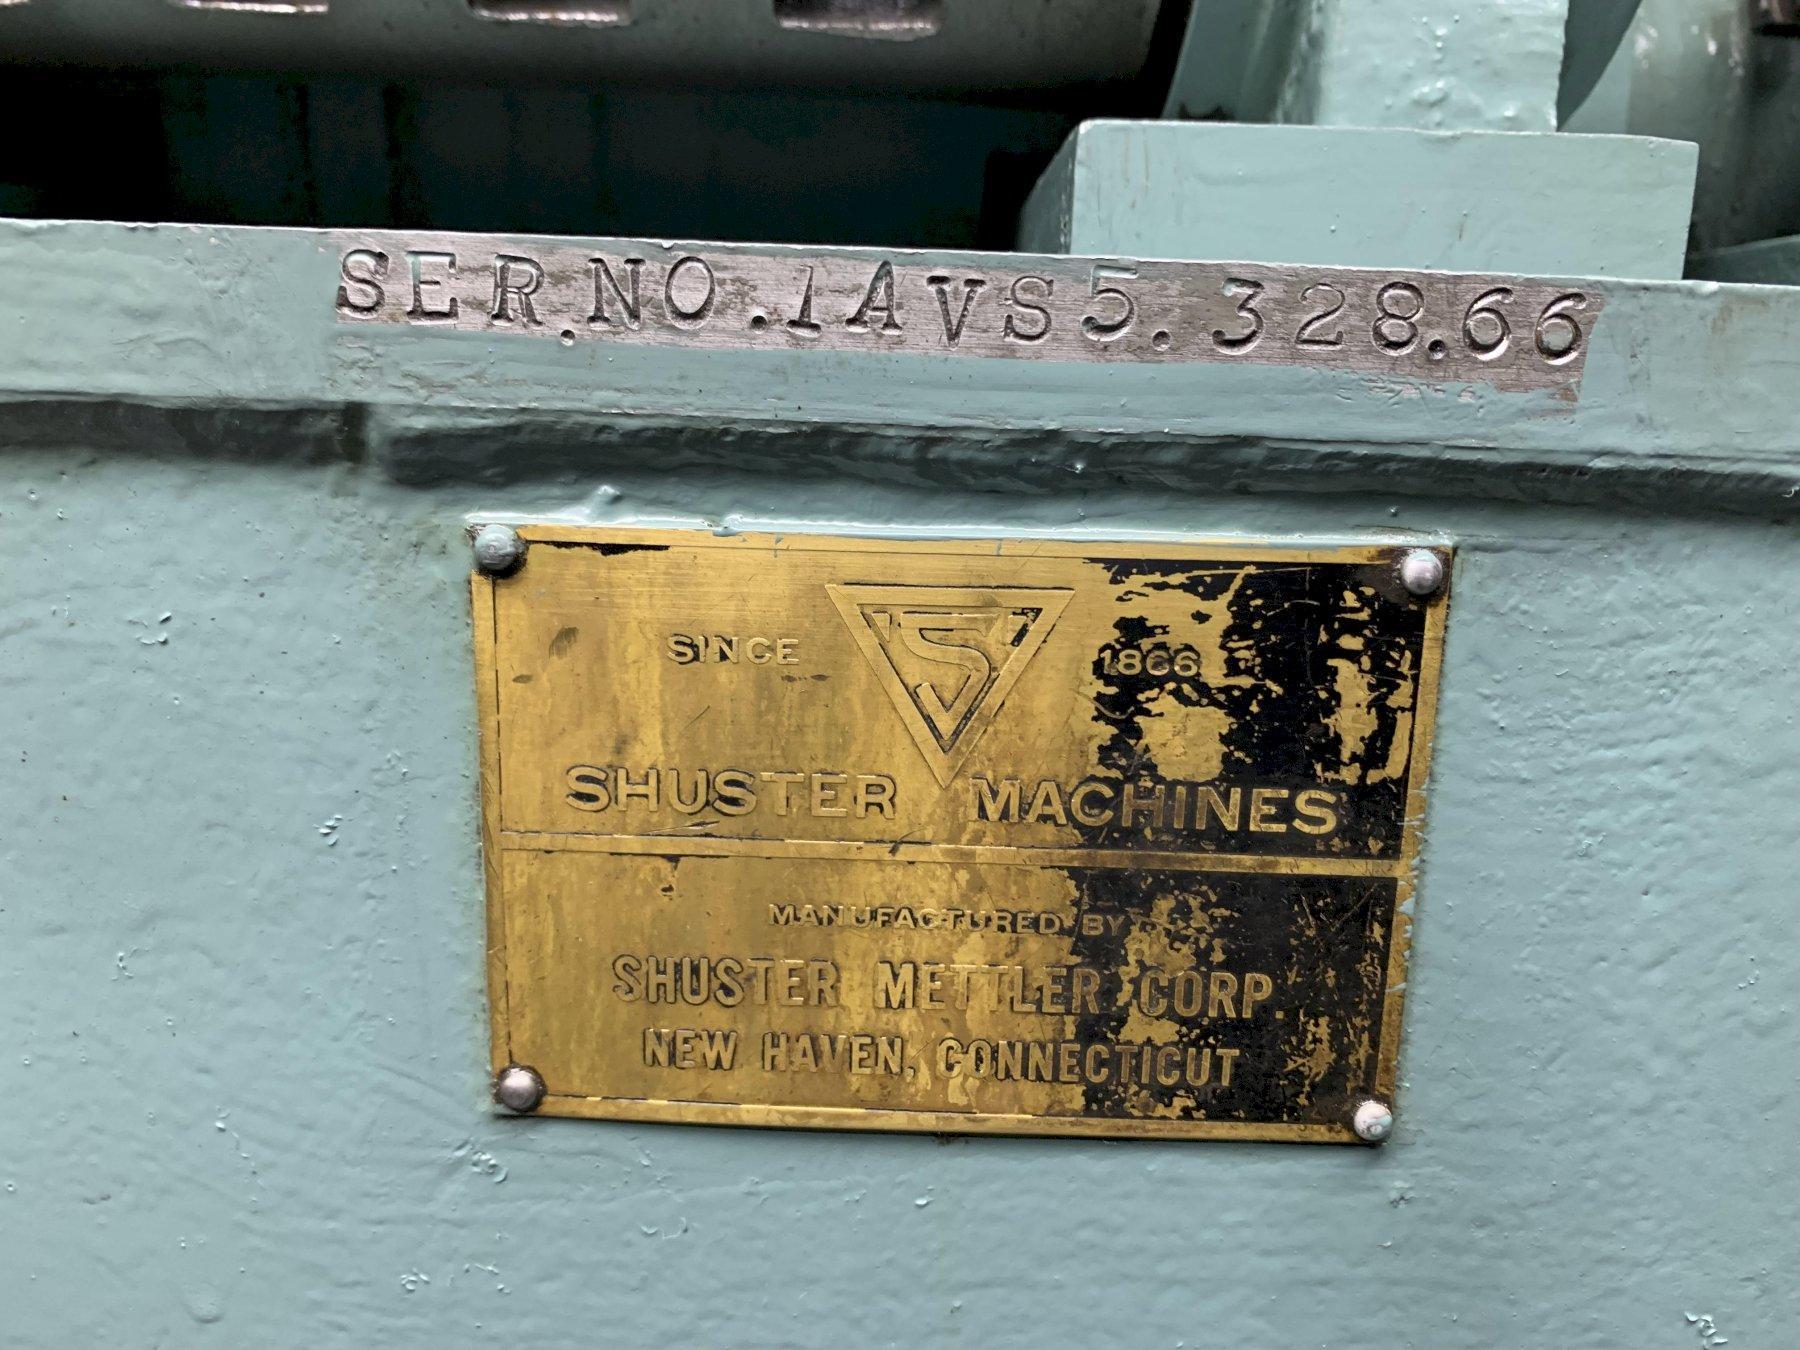 SER.NO.1AVS5.328.66
SINCE S 1866
SHUSTER MACHINES
MANUFACTURED BY
SHUSTER METTLER CORP.
NEW HAVEN, CONNECTICUT